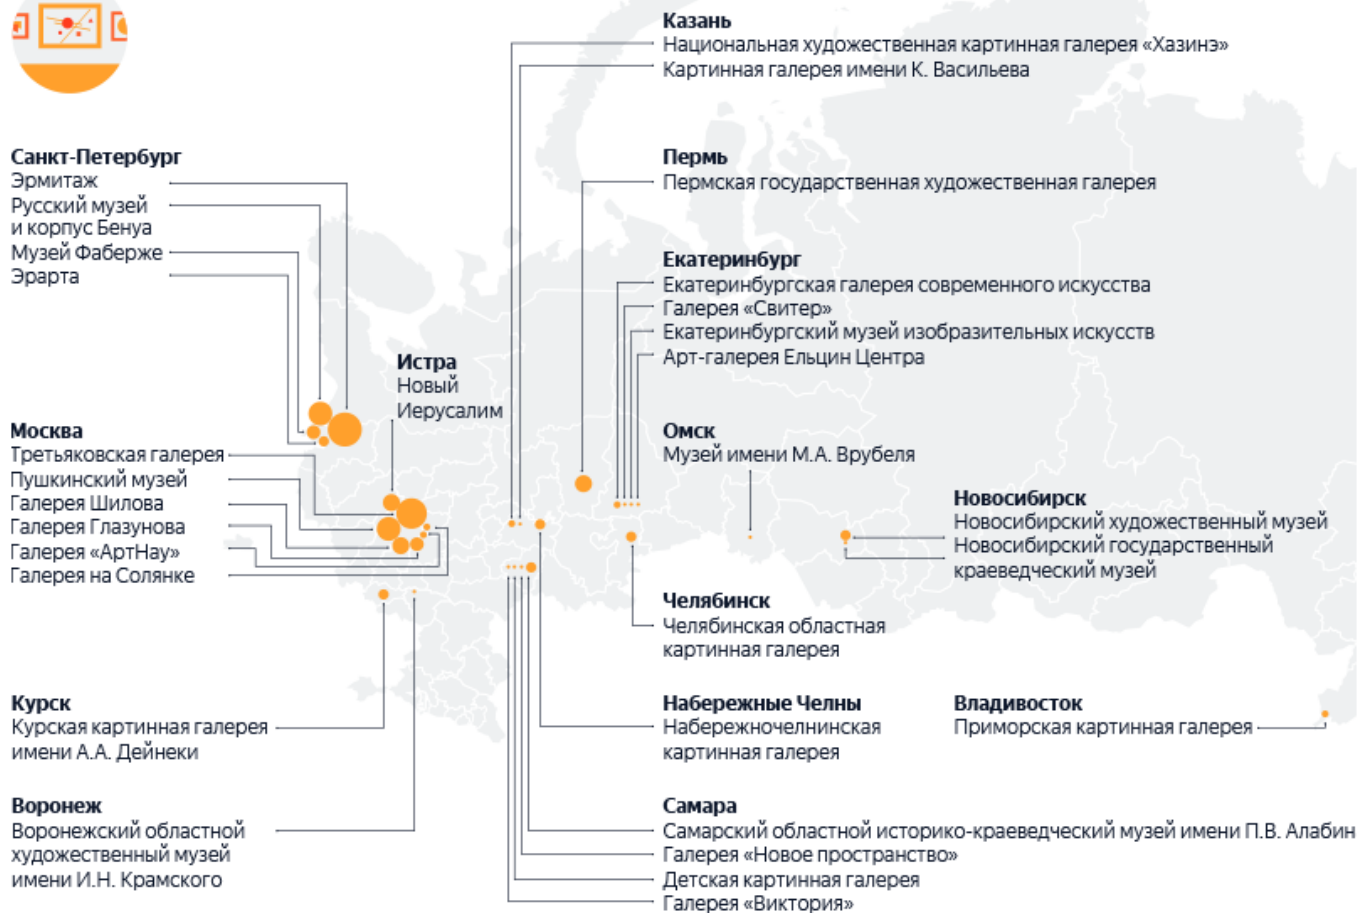 Казань
Национальная художественная картинная галерея «Хазинэ»
Картинная галерея имени К. Васильева
Санкт-Петербург
Эрмитаж
Русский музей
и корпус Бенуа
Музей Фаберже
Эрарта
Пермь
Пермская государственная художественная галерея
Екатеринбург
Екатеринбургская галерея современного искусства
Галерея «Свитер»
Екатеринбургский музей изобразительных искусств
Арт-галерея Ельцин Центра
Истра
Новый
Иерусалим
Москва
Третьяковская галерея
Пушкинский музей
Галерея Шилова
Галерея Глазунова
Галерея «АртНау»
Галерея на Солянке
Омск
Музей имени М.А. Врубеля
Новосибирск
Новосибирский художественный музей
Новосибирский государственный
краеведческий музей
Челябинск
Челябинская областная
картинная галерея
Курск
Курская картинная галерея
имени А.А. Дейнеки
Набережные Челны
Набережночелнинская
картинная галерея
Владивосток
Приморская картинная галерея
Воронеж
Воронежский областной
художественный музей
имени И.Н. Крамского
Самара
Самарский областной историко-краеведческий музей имени П.В. Алабин
Галерея «Новое пространство»
Детская картинная галерея
Галерея «Виктория»